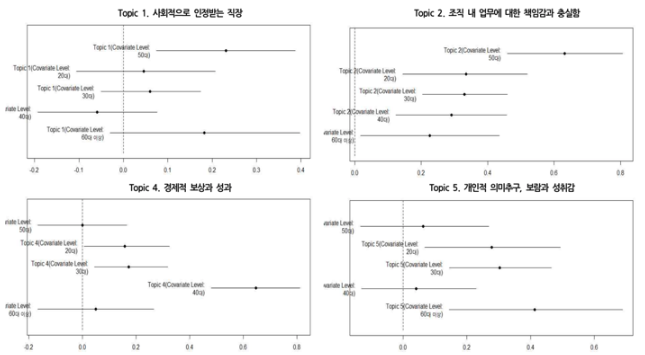 Topic 1. 사회적으로 인정받는 직장
Topic 1(Covariate Level:
50대)
Topic 1(Covariate Level:
20대)
Topic 1(Covariate Level:
30대)
riate Level:
40대)
Topic 1(Covariate Level:
60대 이상)
-0.2 -0.1 0.0 0.1 0.2 0.3 0.4
Topic 2. 조직 내 업무에 대한 책임감과 충실함
Topic 2(Covariate Level:
50대)
Topic 2(Covariate Level:
20대)
Topic 2(Covariate Level:
30대)
Topic 2(Covariate Level:
40대)
variate Level:
60대 이상)
0.0 0.2 0.4 0.6 0.8
Topic 4. 경제적 보상과 성과
riate Level:
50대)
Topic 4(Covariate Level:
20대)
Topic 4(Covariate Level:
30대)
Topic 4(Covariate Level:
40대)
riate Level:
60대 이상)
-0.2 0.0 0.2 0.4 0.6 0.8
Topic 5. 개인적 의미추구, 보람과 성취감
variate Level:
50대)
Topic 5(Covariate Level:
20대)
Topic 5(Covariate Level:
30대)
variate Level:
40대)
Topic 5(Covariate Level:
60대 이상)
0.0 0.2 0.4 0.6